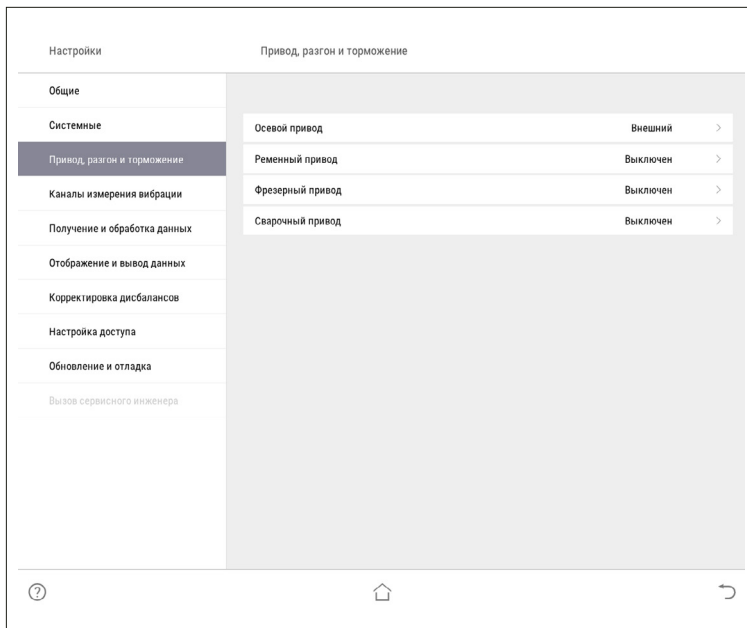 Настройки
Привод, разгон и торможение
Общие
Системные
Привод, разгон и торможение
Каналы измерения вибрации
Получение и обработка данных
Отображение и вывод данных
Корректировка дисбалансов
Настройка доступа
Обновление и отладка
Вызов сервисного инженера
Осевой привод Внешний
Ременный привод Выключен
Фрезерный привод Выключен
Сварочный привод Выключен
?